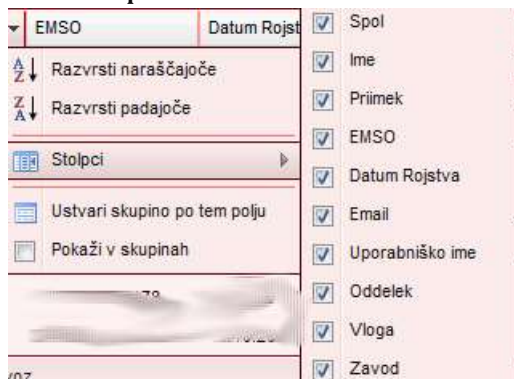 EMSO Datum Rojst
Razvrsti naraščajoče
Razvrsti padajoče
Stolpci
Ustvari skupino po tem polju
Pokaži v skupinah
Spol
Ime
Priimek
EMSO
Datum Rojstva
Email
Uporabniško ime
Oddelek
Vloga
Zavod